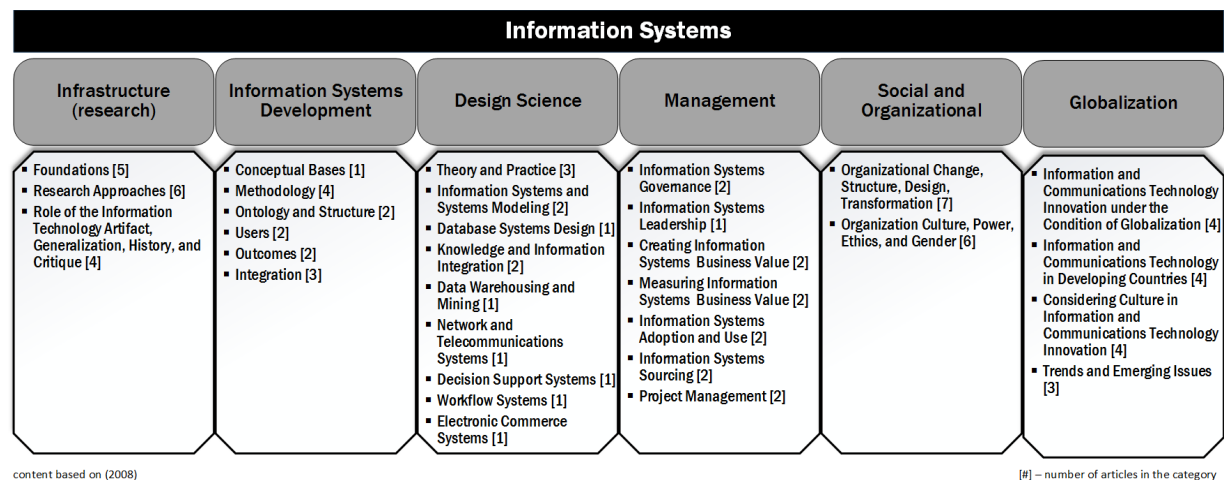 Information Systems
Infrastructure
(research)
Information Systems
Development
Design Science
Management
Social and
Organizational
Globalization
▪ Foundations [5]
▪ Research Approaches [6]
▪ Role of the Information
Technology Artifact,
Generalization, History, and
Critique [4]
▪ Conceptual Bases [1]
▪ Methodology [4]
▪ Ontology and Structure [2]
▪ Users [2]
▪ Outcomes [2]
▪ Integration [3]
▪ Theory and Practice [3]
▪ Information Systems and
Systems Modeling [2]
▪ Database Systems Design [1]
▪ Knowledge and Information
Integration [2]
▪ Data Warehousing and
Mining [1]
▪ Network and
Telecommunications
Systems [1]
▪ Decision Support Systems [1]
▪ Workflow Systems [1]
▪ Electronic Commerce
Systems [1]
▪ Information Systems
Governance [2]
▪ Information Systems
Leadership [1]
▪ Creating Information
Systems Business Value [2]
▪ Measuring Information
Systems Business Value [2]
▪ Information Systems
Adoption and Use [2]
▪ Information Systems
Sourcing [2]
▪ Project Management [2]
▪ Organizational Change,
Structure, Design,
Transformation [7]
▪ Organization Culture, Power,
Ethics, and Gender [6]
▪ Information and
Communications Technology
Innovation under the
Condition of Globalization [4]
▪ Information and
Communications Technology
in Developing Countries [4]
▪ Considering Culture in
Information and
Communications Technology
Innovation [4]
▪ Trends and Emerging Issues
[3]
content based on (2008)
[#] – number of articles in the category